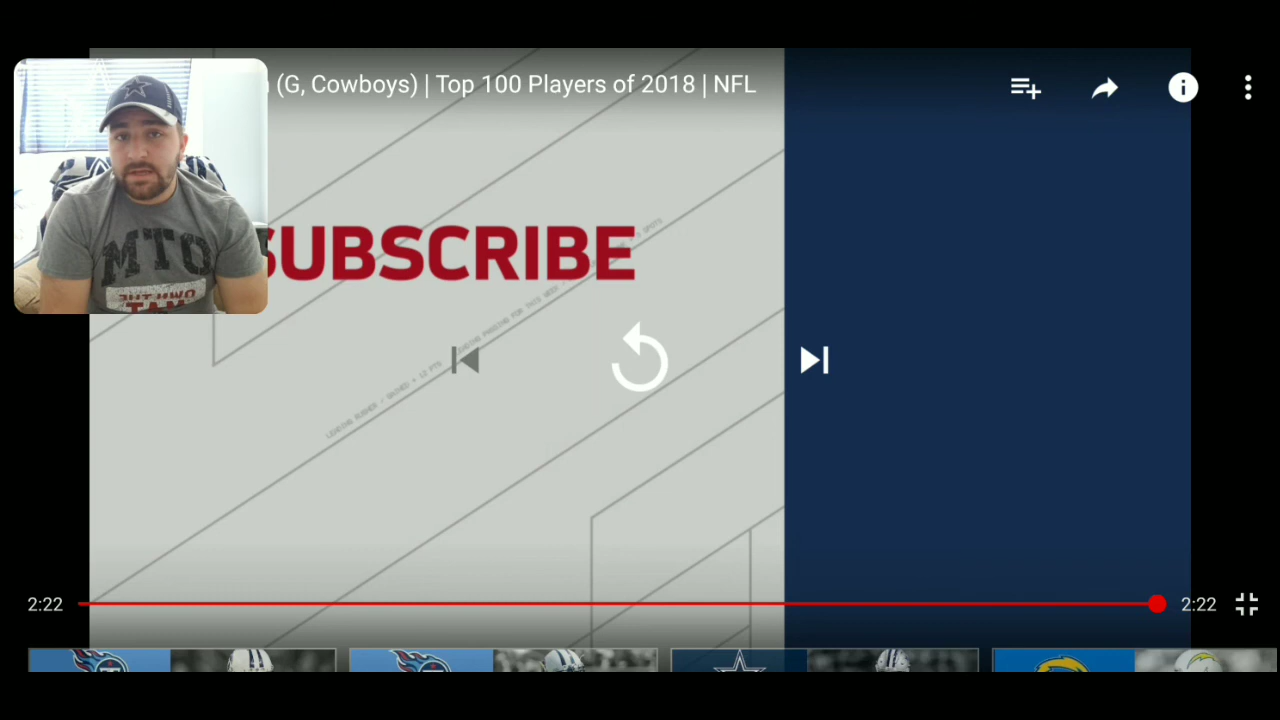 (G, Cowboys) | Top 100 Players of 2018 | NFL
MTO
SUBSCRIBE
2:22
2:22